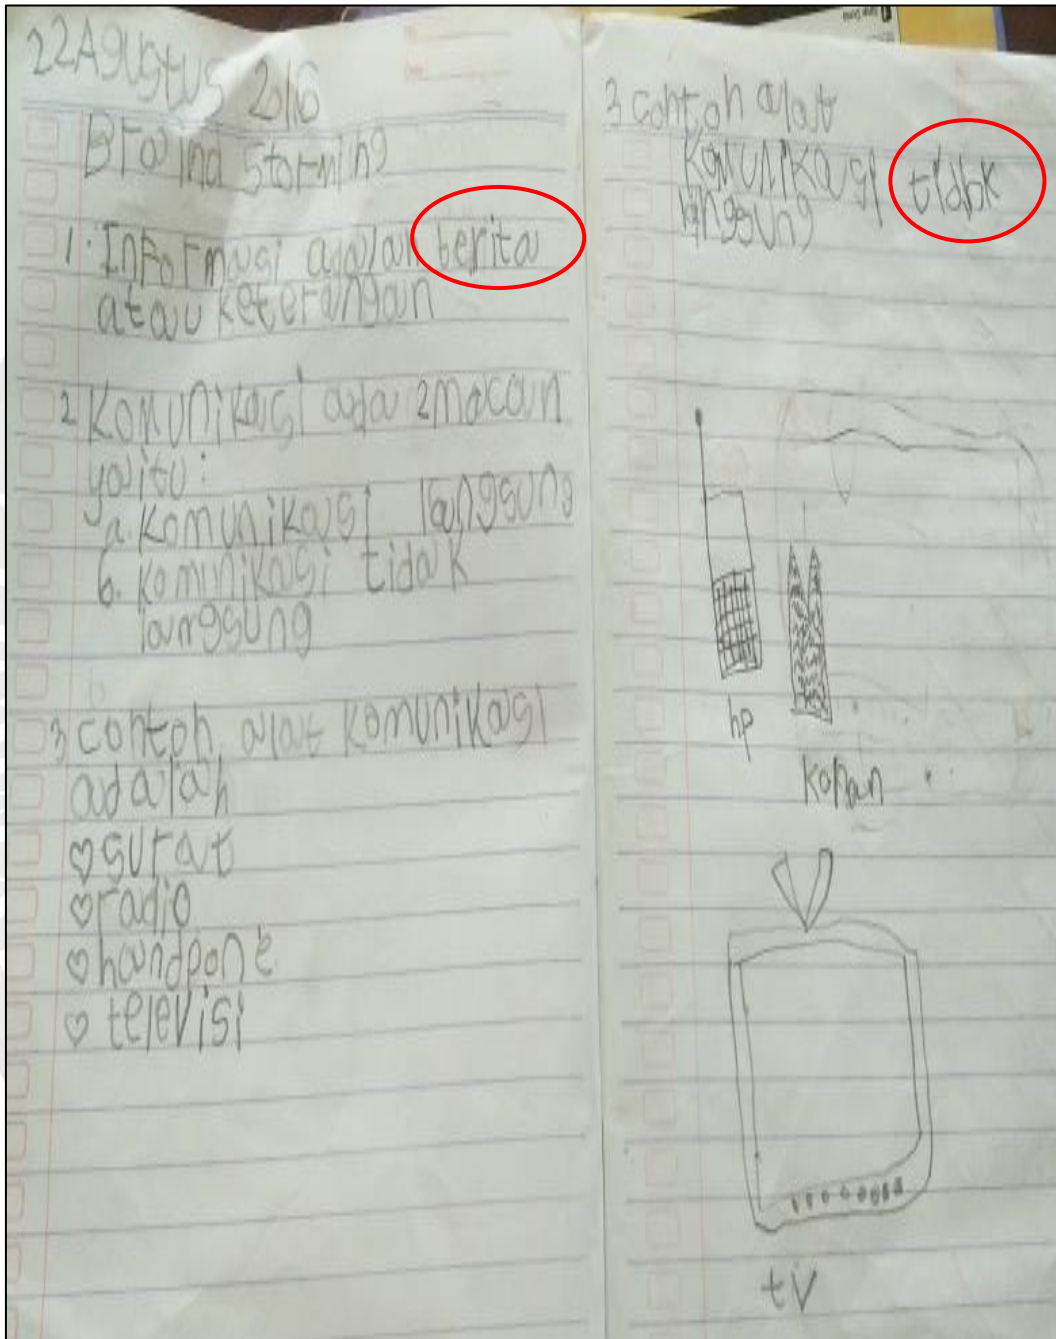 22 Agustus 2016
Braind Storming
1. Informasi adalah berita
atau keterangan
2 Komunikasi ada 2 macam
yaitu:
a. Komunikasi langsung
b. Komunikasi tidak
langsung
3 contoh alat komunikasi
adalah
♡ surat
♡ radio
♡ handpone
♡ televisi
3 contoh alat
Komunikasi tidak
langsung
hp
koran
tv